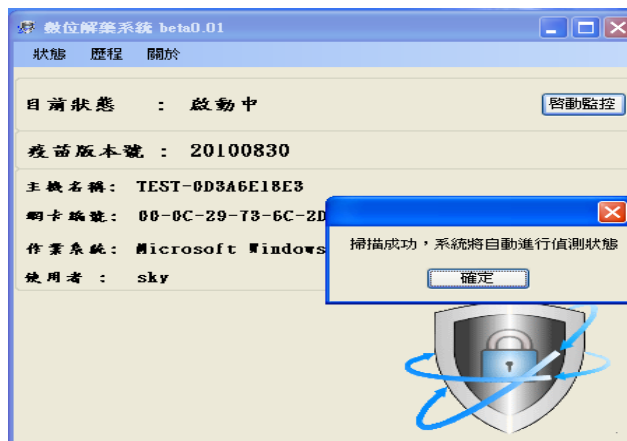 數位解藥系統 beta0.01
狀態 歷程 關於
目前狀態 : 啟動中
啓動監控
疫苗版本號 : 20100830
主機名稱: TEST-0D3A6E18E3
網卡編號: 00-0C-29-73-6C-2D
作業系統: Microsoft Windows
使用者 : sky
掃描成功，系統將自動進行偵測狀態
確定